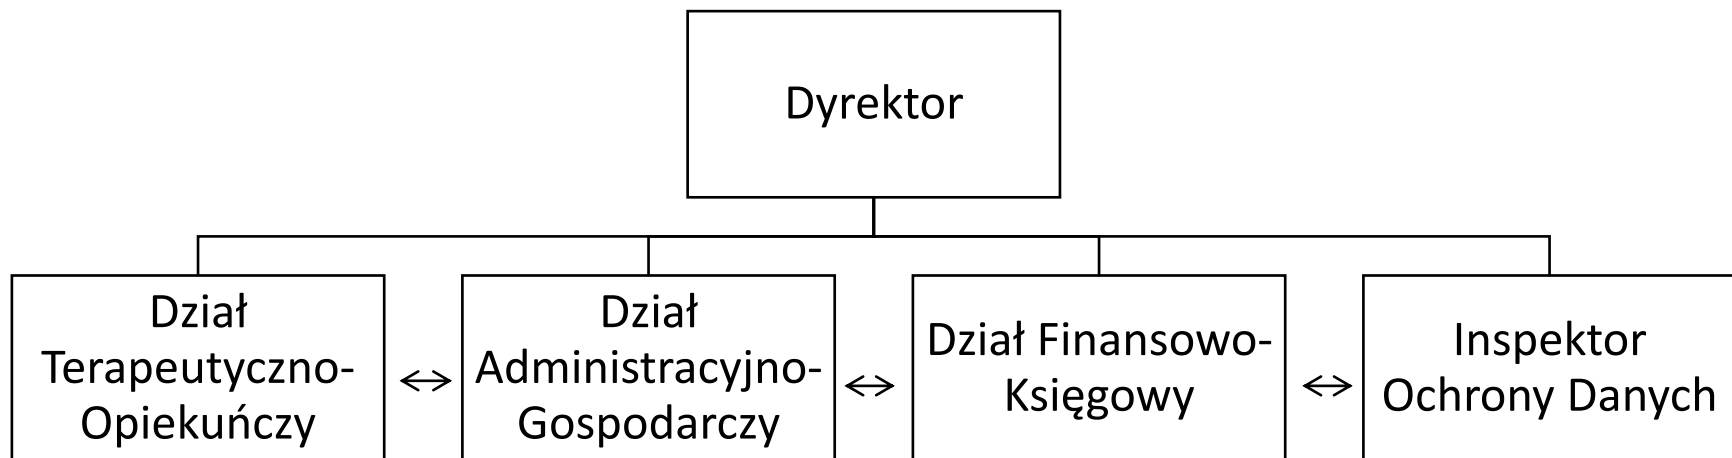 Dyrektor
Dział
Terapeutyczno-
Opiekuńczy
Dział
Administracyjno-
Gospodarczy
Dział Finansowo-
Księgowy
Inspektor
Ochrony Danych